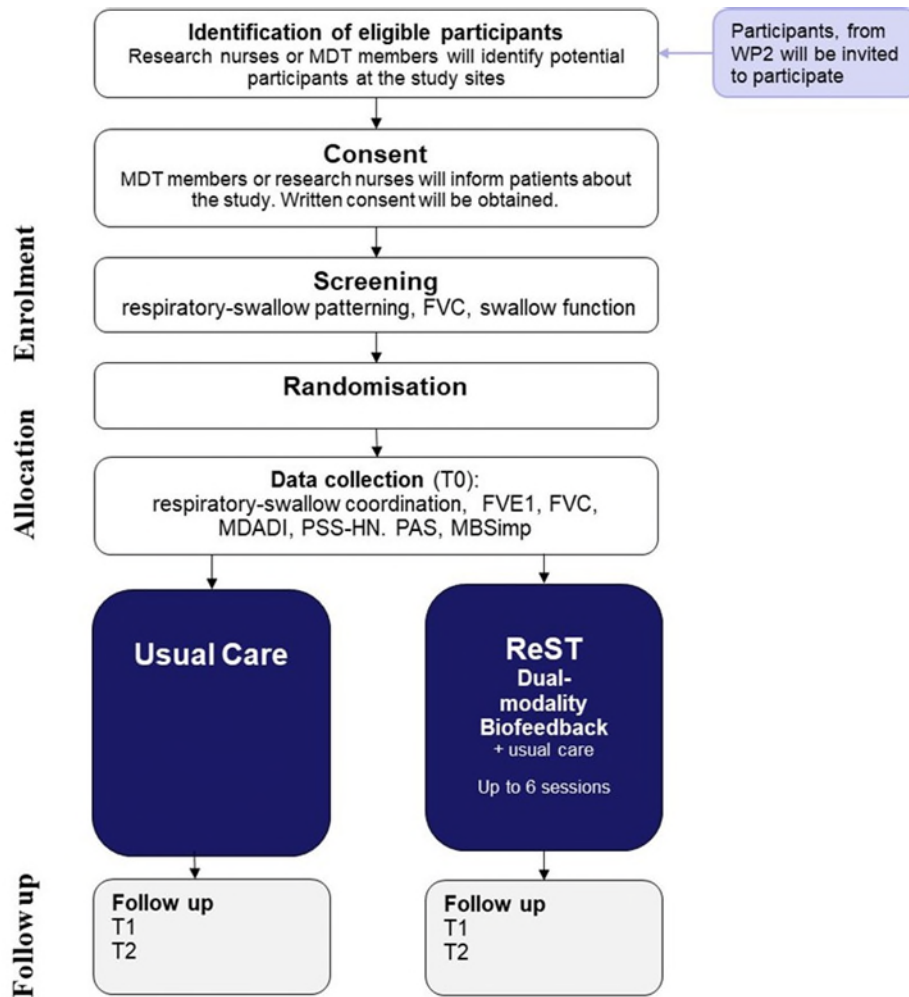 Identification of eligible participants
Research nurses or MDT members will identify potential
participants at the study sites
Participants, from
WP2 will be invited
to participate
Consent
MDT members or research nurses will inform patients about
the study. Written consent will be obtained.
Enrolment
Screening
respiratory-swallow patterning, FVC, swallow function
Randomisation
Allocation
Data collection (T0):
respiratory-swallow coordination, FVE1, FVC,
MDADI, PSS-HN. PAS, MBSimp
Usual Care
ReST
Dual-
modality
Biofeedback
+ usual care
Up to 6 sessions
Follow up
Follow up
T1
T2
Follow up
T1
T2